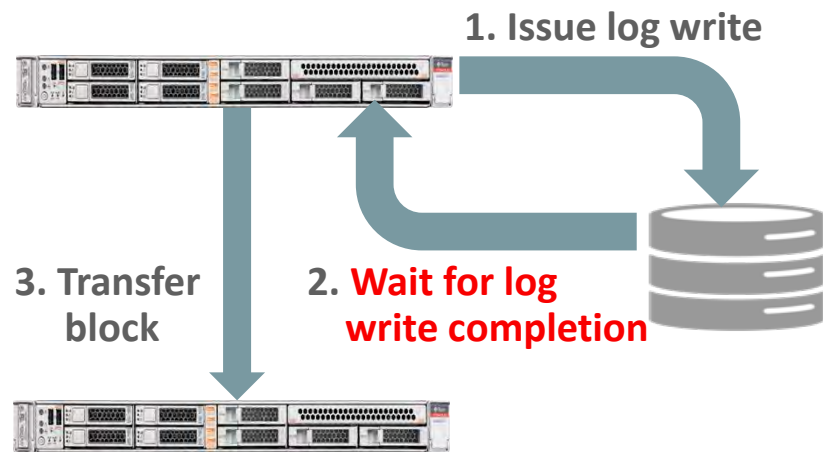 1. Issue log write
3. Transfer
block
2. Wait for log
write completion